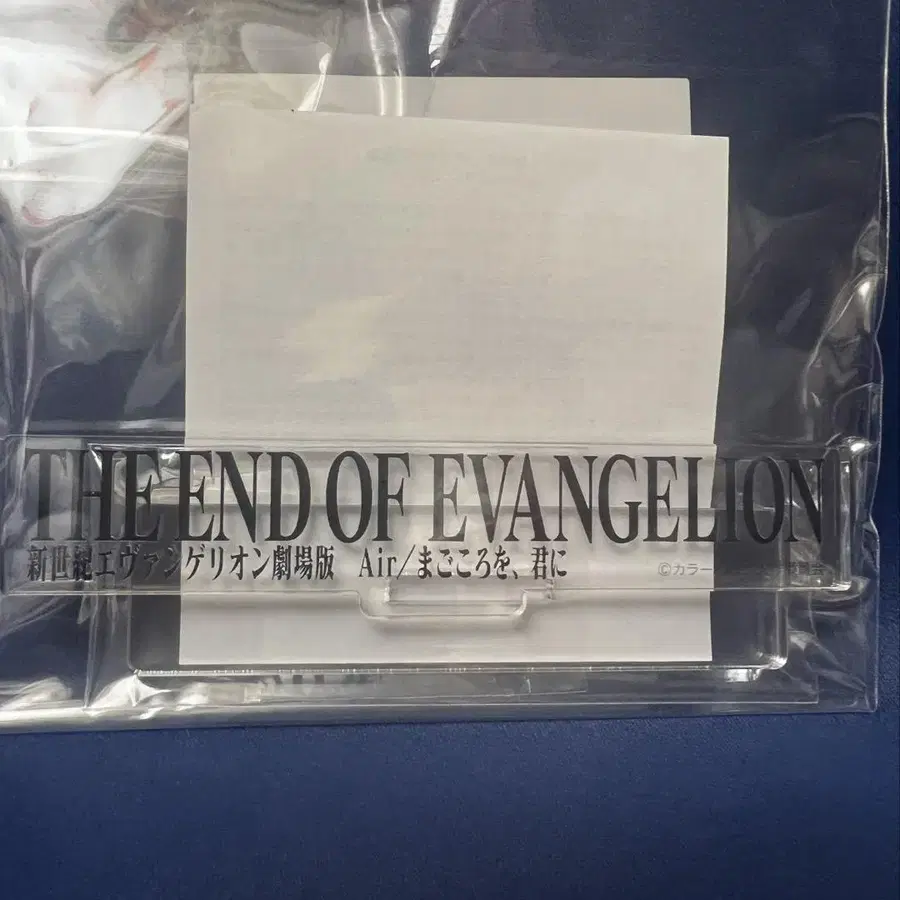 THE END OF EVANGELION
新世紀エヴァンゲリオン劇場版 Air/まごころを、君に
©カラー